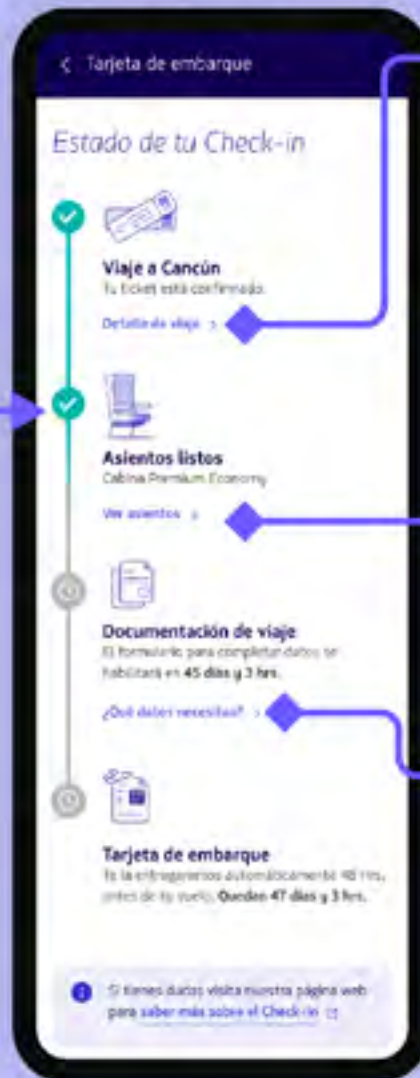 Tarjeta de embarque
Estado de tu Check-in
Viaje a Cancún
Tu ticket está confirmado.
Detalle de viaje
Asientos listos
Cabina Premium Economy
Ver asientos
Documentación de viaje
El formulario para completar datos se
habilitará en 45 días y 3 hrs.
¿Qué datos necesitas?
Tarjeta de embarque
Te la entregaremos automáticamente 48 hrs.
antes de tu vuelo. Quedan 47 días y 3 hrs.
Si tienes dudas visita nuestra página web
para saber más sobre el Check-in